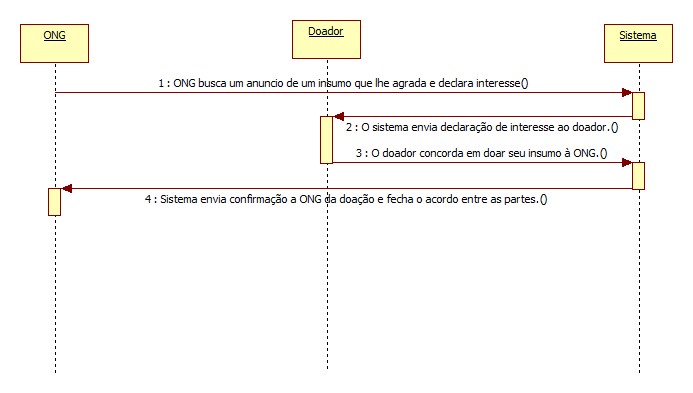 ONG
Doador
Sistema
1 : ONG busca um anuncio de um insumo que lhe agrada e declara interesse()
2 : O sistema envia declaração de interesse ao doador.()
3 : O doador concorda em doar seu insumo à ONG.()
4 : Sistema envia confirmação a ONG da doação e fecha o acordo entre as partes.()